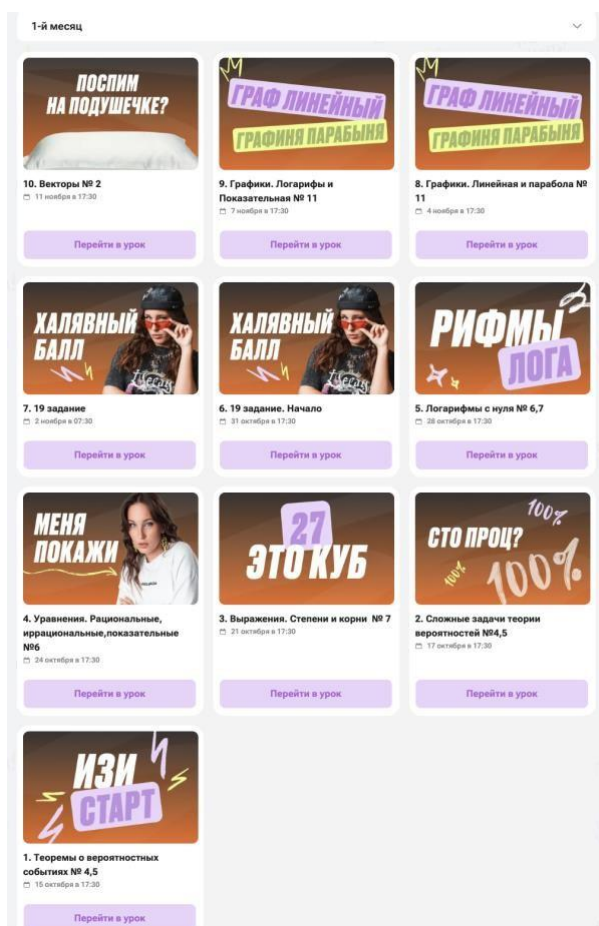 1-й месяц
ПОСПИМ
НА ПОДУШЕЧКЕ?
10. Векторы № 2
11 ноября в 17:30
Перейти в урок
ГРАФ ЛИНЕЙНЫЙ
ГРАФИНЯ ПАРАБЫНЯ
9. Графики. Логарифы и
Показательная № 11
7 ноября в 17:30
Перейти в урок
ГРАФ ЛИНЕЙНЫЙ
ГРАФИНЯ ПАРАБЫНЯ
8. Графики. Линейная и парабола №
11
4 ноября в 17:30
Перейти в урок
ХАЛЯВНЫЙ
БАЛЛ
7. 19 задание
2 ноября в 07:30
Перейти в урок
ХАЛЯВНЫЙ
БАЛЛ
6. 19 задание. Начало
31 октября в 17:30
Перейти в урок
РИФМЫ
ЛОГА
5. Логарифмы с нуля № 6,7
28 октября в 17:30
Перейти в урок
МЕНЯ
ПОКАЖИ
4. Уравнения. Рациональные,
иррациональные,показательные
№6
24 октября в 17:30
Перейти в урок
27
ЭТО КУБ
3. Выражения. Степени и корни № 7
21 октября в 17:30
Перейти в урок
100%
СТО ПРОЦ?
100%
100%
2. Сложные задачи теории
вероятностей №4,5
17 октября в 17:30
Перейти в урок
ИЗИ
СТАРТ
1. Теоремы о вероятностных
событиях № 4,5
15 октября в 17:30
Перейти в урок